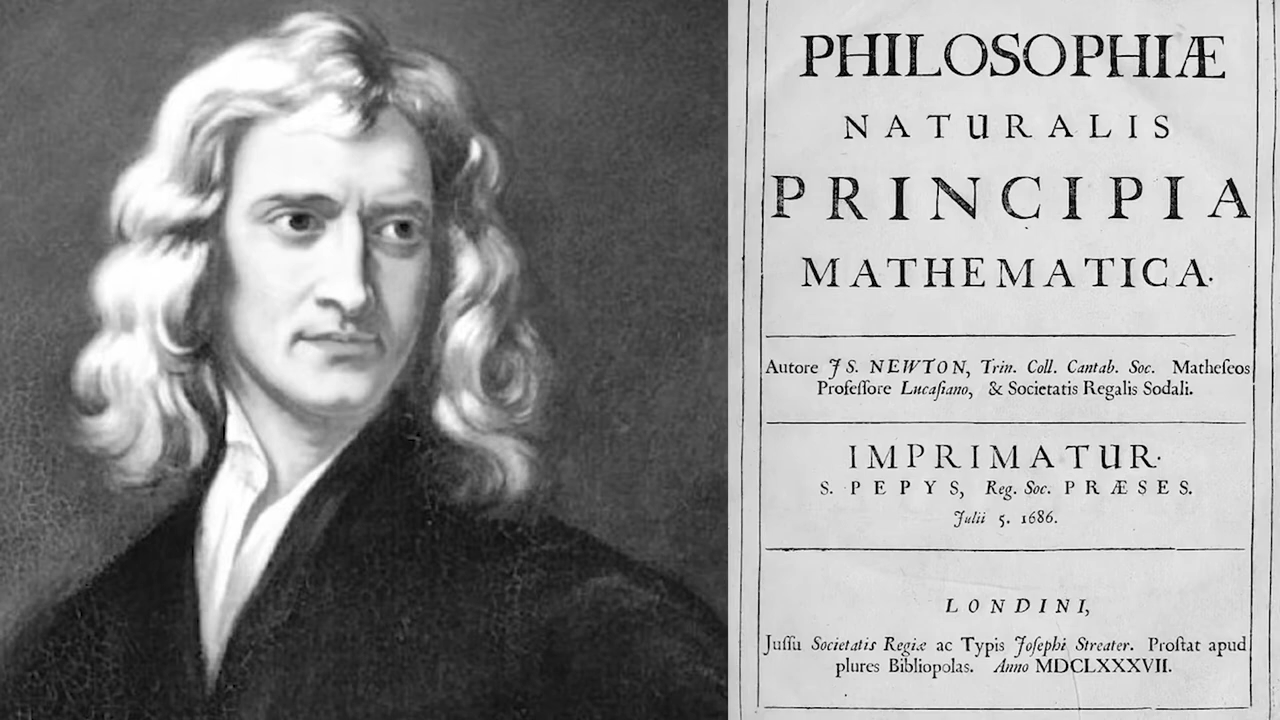 PHILOSOPHIÆ
NATURALIS
PRINCIPIA
MATHEMATICA.
Autore JS. NEWTON, Trin. Coll. Cantab. Soc. Matheſeos
Profeſſore Lucaſiano, & Societatis Regalis Sodali.
IMPRIMATUR.
S. PEPYS, Reg. Soc. PRÆSES.
Julii 5. 1686.
LONDINI,
Juſſu Societatis Regiæ ac Typis Joſephi Streater. Proſtat apud
plures Bibliopolas. Anno MDCLXXXVII.